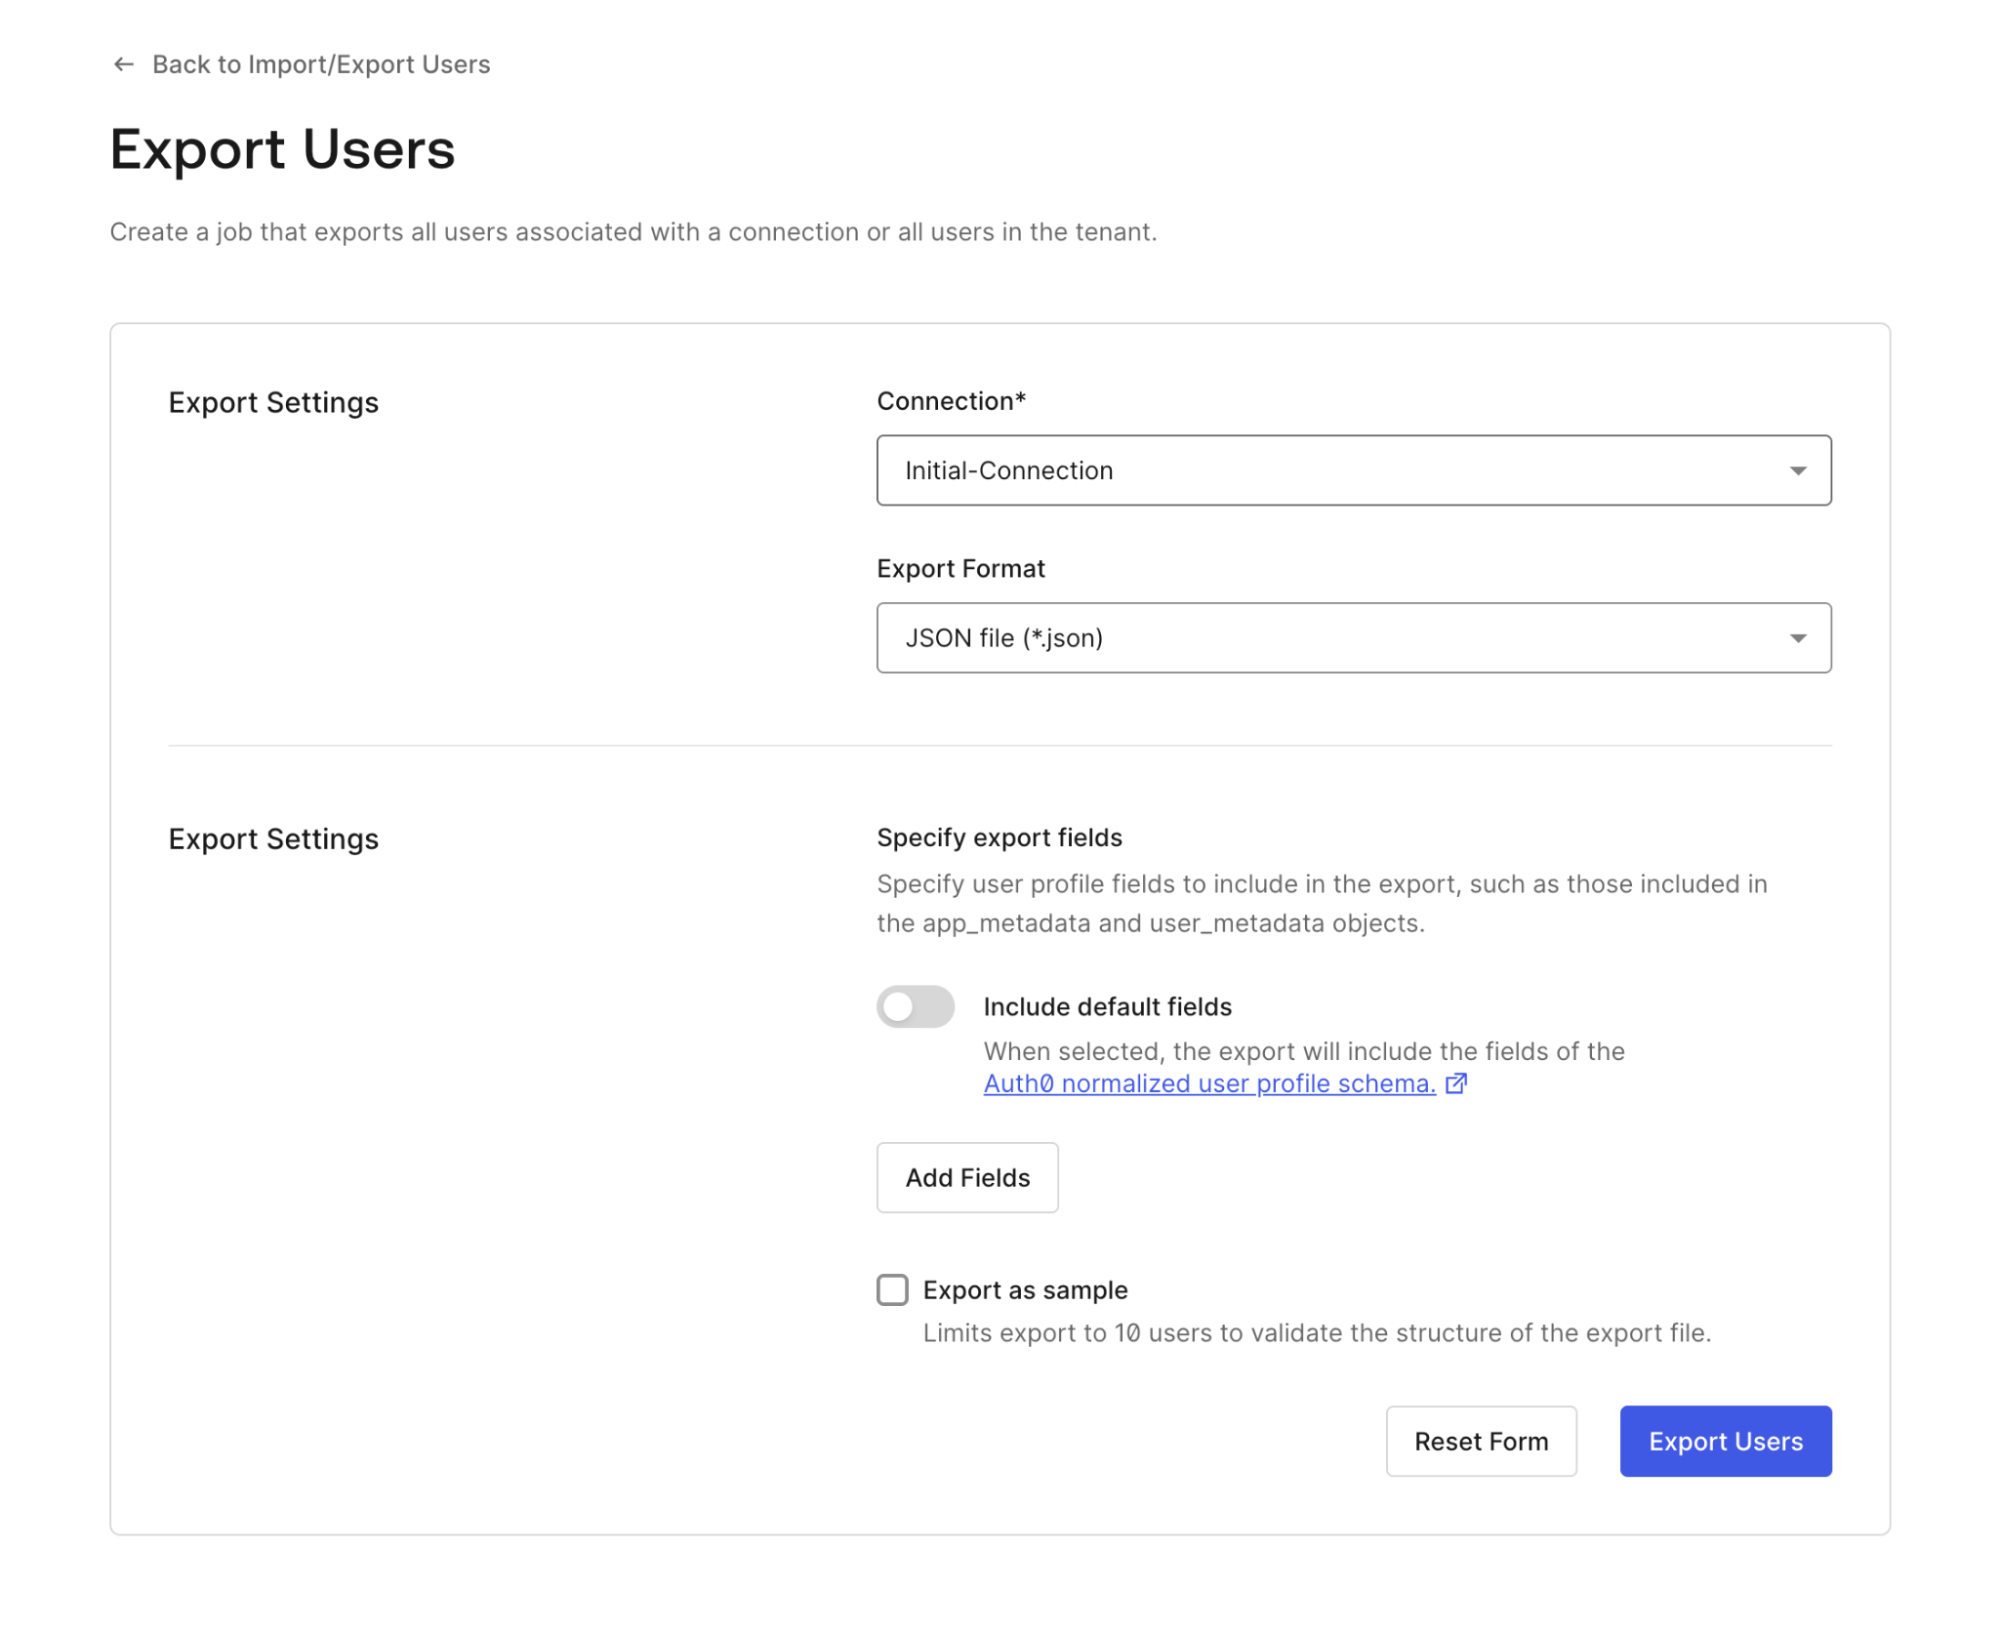 ← Back to Import/Export Users
Export Users
Create a job that exports all users associated with a connection or all users in the tenant.
Export Settings
Connection*
Initial-Connection
Export Format
JSON file (*.json)
Export Settings
Specify export fields
Specify user profile fields to include in the export, such as those included in
the app_metadata and user_metadata objects.
Include default fields
When selected, the export will include the fields of the
Auth0 normalized user profile schema.
Add Fields
Export as sample
Limits export to 10 users to validate the structure of the export file.
Reset Form
Export Users